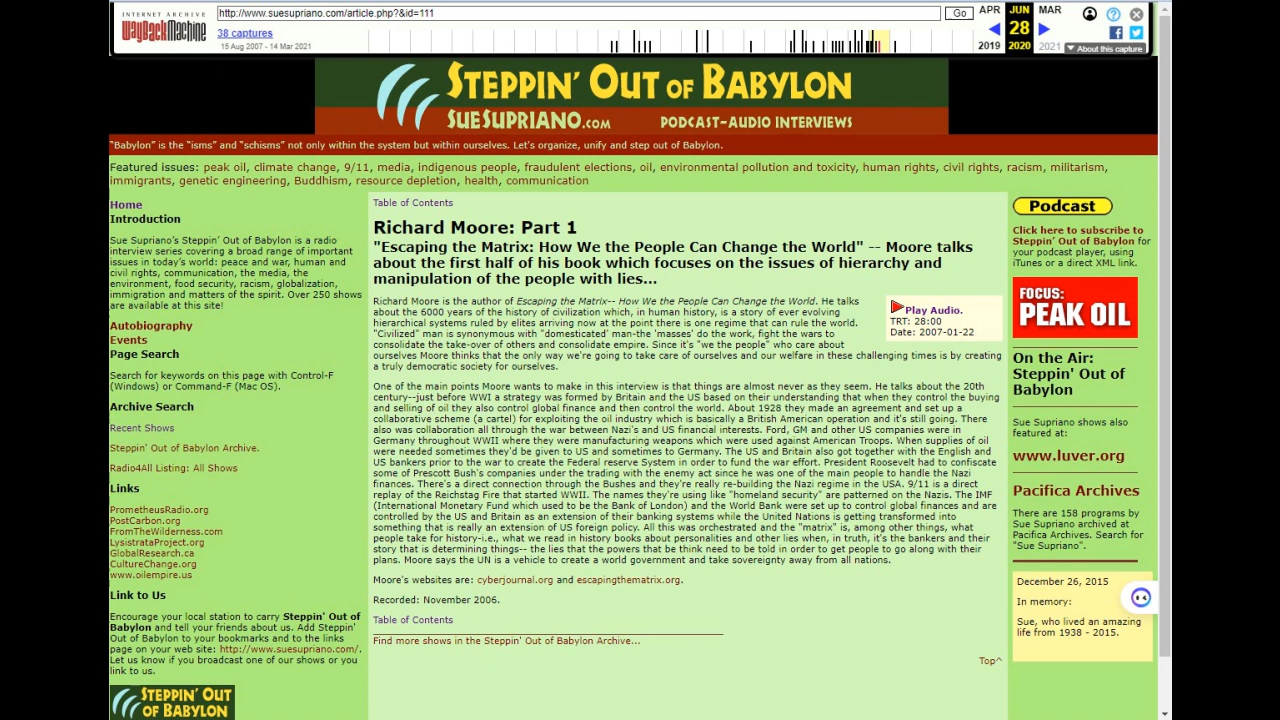 INTERNET ARCHIVE
WayBackMachine
http://www.suesupriano.com/article.php?&id=111
Go
APR
JUN
MAR
38 captures
28
15 Aug 2007 - 14 Mar 2021
2019
2020
2021
About this capture
STEPPIN' OUT OF BABYLON
SUESUPRIANO.COM
PODCAST-AUDIO INTERVIEWS
"Babylon" is the "isms" and "schisms" not only within the system but within ourselves. Let's organize, unify and step out of Babylon.
Featured issues: peak oil, climate change, 9/11, media, indigenous people, fraudulent elections, oil, environmental pollution and toxicity, human rights, civil rights, racism, militarism,
immigrants, genetic engineering, Buddhism, resource depletion, health, communication
Home
Introduction
Sue Supriano's Steppin' Out of Babylon is a radio
interview series covering a broad range of important
issues in today's world: peace and war, human and
civil rights, communication, the media, the
environment, food security, racism, globalization,
immigration and matters of the spirit. Over 250 shows
are available at this site!
Autobiography
Events
Page Search
Search for keywords on this page with Control-F
(Windows) or Command-F (Mac OS).
Archive Search
Recent Shows
Steppin' Out of Babylon Archive.
Radio4All Listing: All Shows
Links
PrometheusRadio.org
PostCarbon.org
FromTheWilderness.com
LysistrataProject.org
GlobalResearch.ca
CultureChange.org
www.oilempire.us
Link to Us
Encourage your local station to carry Steppin' Out of
Babylon and tell your friends about us. Add Steppin'
Out of Babylon to your bookmarks and to the links
page on your web site: http://www.suesupriano.com/.
Let us know if you broadcast one of our shows or you
link to us.
STEPPIN' OUT
OF BABYLON
Table of Contents
Richard Moore: Part 1
"Escaping the Matrix: How We the People Can Change the World" -- Moore talks
about the first half of his book which focuses on the issues of hierarchy and
manipulation of the people with lies...
Play Audio.
TRT: 28:00
Date: 2007-01-22
Richard Moore is the author of Escaping the Matrix-- How We the People Can Change the World. He talks
about the 6000 years of the history of civilization which, in human history, is a story of ever evolving
hierarchical systems ruled by elites arriving now at the point there is one regime that can rule the world.
"Civilized" man is synonymous with "domesticated' man-the 'masses' do the work, fight the wars to
consolidate the take-over of others and consolidate empire. Since it's "we the people" who care about
ourselves Moore thinks that the only way we're going to take care of ourselves and our welfare in these challenging times is by creating
a truly democratic society for ourselves.
One of the main points Moore wants to make in this interview is that things are almost never as they seem. He talks about the 20th
century--just before WWI a strategy was formed by Britain and the US based on their understanding that when they control the buying
and selling of oil they also control global finance and then control the world. About 1928 they made an agreement and set up a
collaborative scheme (a cartel) for exploiting the oil industry which is basically a British American operation and it's still going. There
also was collaboration all through the war between Nazi's and US financial interests. Ford, GM and other US companies were in
Germany throughout WWII where they were manufacturing weapons which were used against American Troops. When supplies of oil
were needed sometimes they'd be given to US and sometimes to Germany. The US and Britain also got together with the English and
US bankers prior to the war to create the Federal reserve System in order to fund the war effort. President Roosevelt had to confiscate
some of Prescott Bush's companies under the trading with the enemy act since he was one of the main people to handle the Nazi
finances. There's a direct connection through the Bushes and they're really re-building the Nazi regime in the USA. 9/11 is a direct
replay of the Reichstag Fire that started WWII. The names they're using like "homeland security" are patterned on the Nazis. The IMF
(International Monetary Fund which used to be the Bank of London) and the World Bank were set up to control global finances and are
controlled by the US and Britain as an extension of their banking systems while the United Nations is getting transformed into
something that is really an extension of US foreign policy. All this was orchestrated and the "matrix" is, among other things, what
people take for history-i.e., what we read in history books about personalities and other lies when, in truth, it's the bankers and their
story that is determining things-- the lies that the powers that be think need to be told in order to get people to go along with their
plans. Moore says the UN is a vehicle to create a world government and take sovereignty away from all nations.
Moore's websites are: cyberjournal.org and escapingthematrix.org.
Recorded: November 2006.
Table of Contents
Find more shows in the Steppin' Out of Babylon Archive...
Top^
Podcast
Click here to subscribe to
Steppin' Out of Babylon for
your podcast player, using
iTunes or a direct XML link.
FOCUS:
PEAK OIL
On the Air:
Steppin' Out of
Babylon
Sue Supriano shows also
featured at:
www.luver.org
Pacifica Archives
There are 158 programs by
Sue Supriano archived at
Pacifica Archives. Search for
"Sue Supriano".
December 26, 2015
In memory:
Sue, who lived an amazing
life from 1938 - 2015.